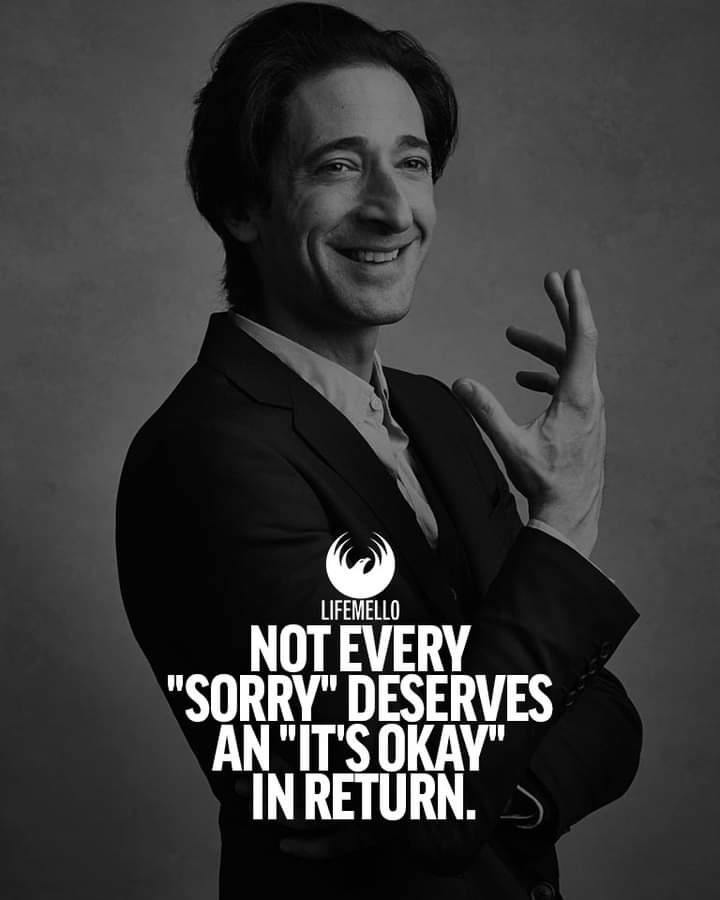 LIFEMELLO
NOT EVERY
"SORRY" DESERVES
AN "IT'S OKAY"
IN RETURN.